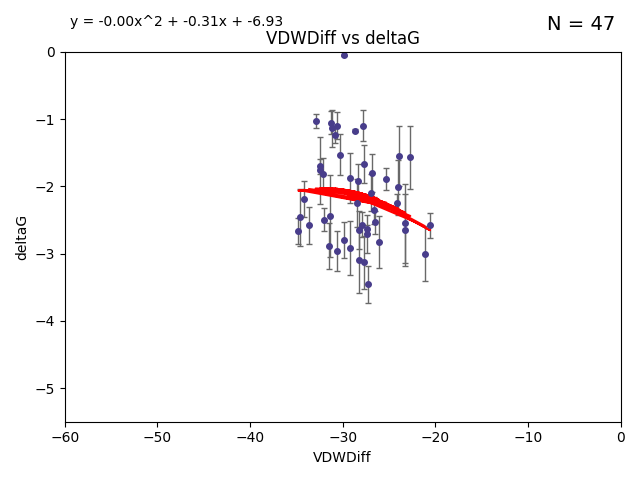 y = -0.00x^2 + -0.31x + -6.93
N = 47
VDWDiff vs deltaG
0
−1
−2
−3
−4
−5
deltaG
−60 −50 −40 −30 −20 −10 0
VDWDiff